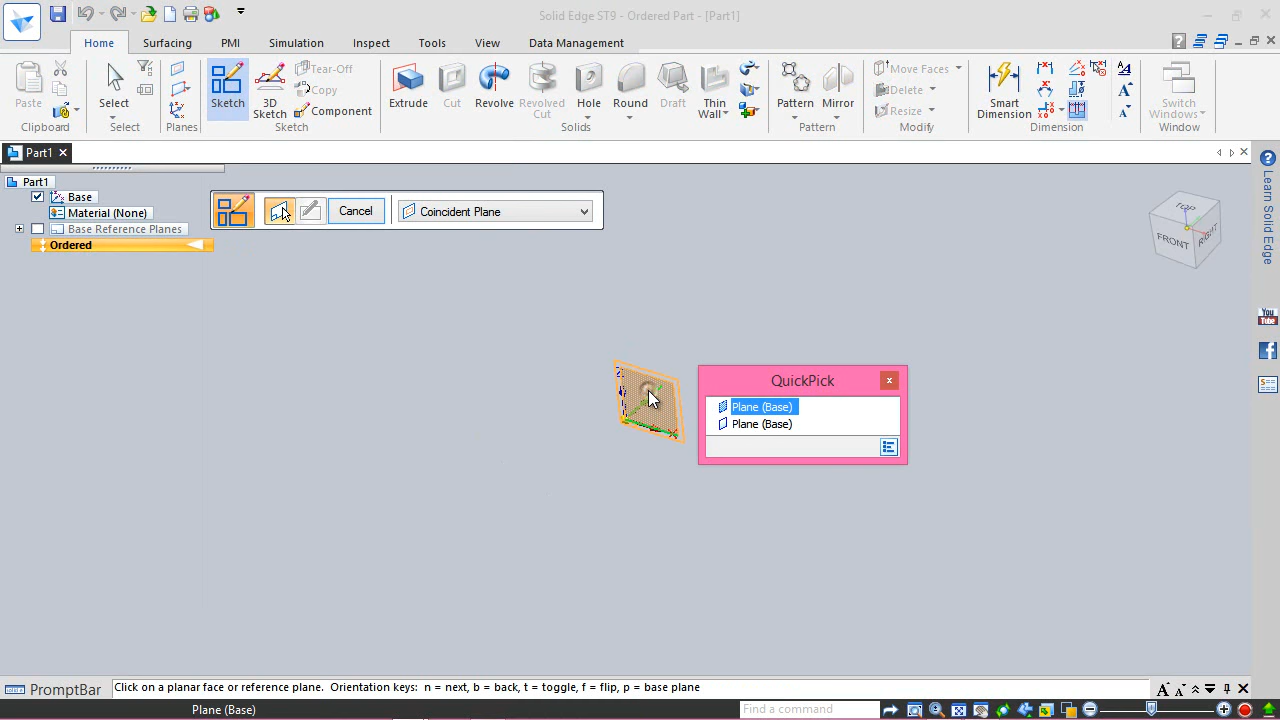 Solid Edge ST9 - Ordered Part - [Part1]
Home Surfacing PMI Simulation Inspect Tools View Data Management
Paste
Clipboard
Select
Select
Planes
Sketch
3D Sketch
Tear-Off
Copy
Component
Sketch
Extrude
Cut
Revolve
Revolved Cut
Hole
Round
Draft
Thin Wall
Solids
Pattern
Mirror
Pattern
Move Faces
Delete
Resize
Modify
Smart Dimension
Dimension
Switch Windows
Window
Part1
Part1
Base
Material (None)
Base Reference Planes
Ordered
Cancel
Coincident Plane
TOP
FRONT
RIGHT
QuickPick
Plane (Base)
Plane (Base)
Learn Solid Edge
You Tube
PromptBar
Click on a planar face or reference plane. Orientation keys: n = next, b = back, t = toggle, f = flip, p = base plane
Plane (Base)
Find a command